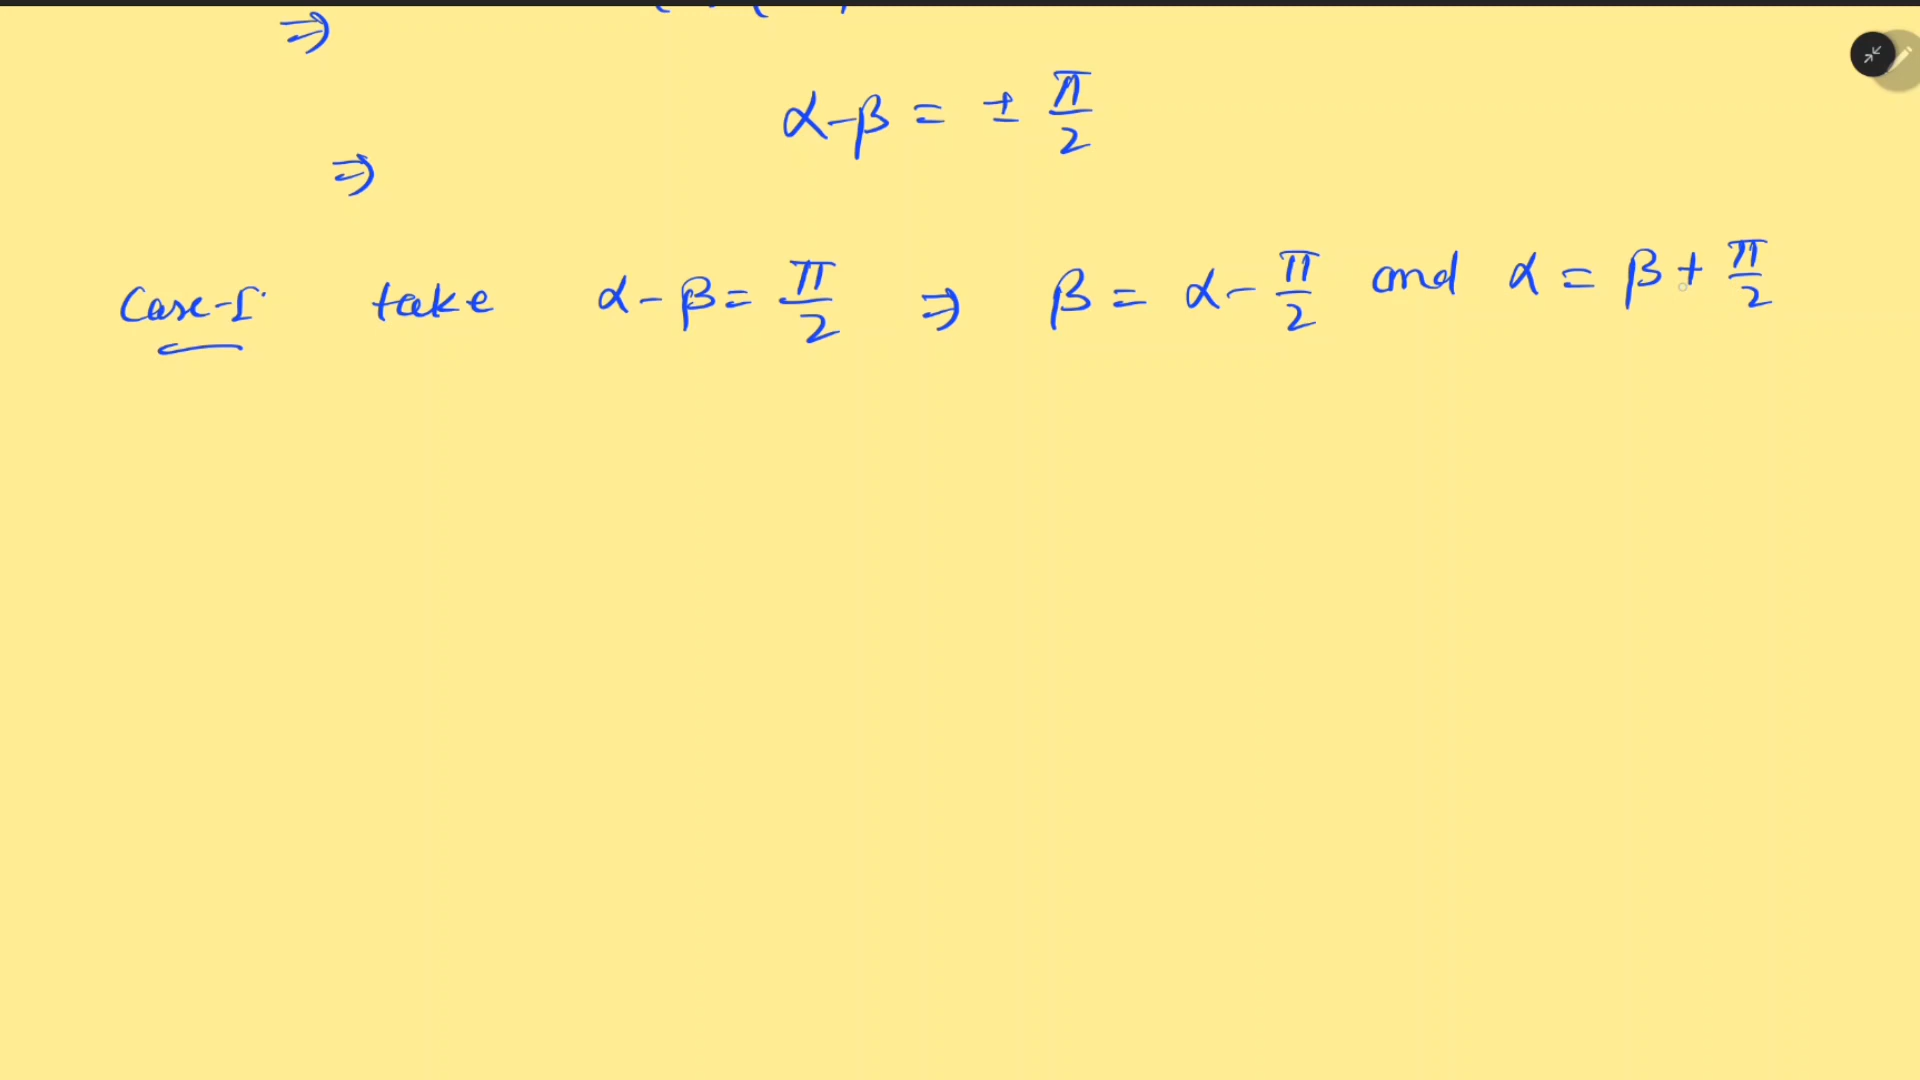 ⇒
α-β = ± π/2
⇒
Case-I take α-β = π/2 ⇒ β = α - π/2 and α = β + π/2